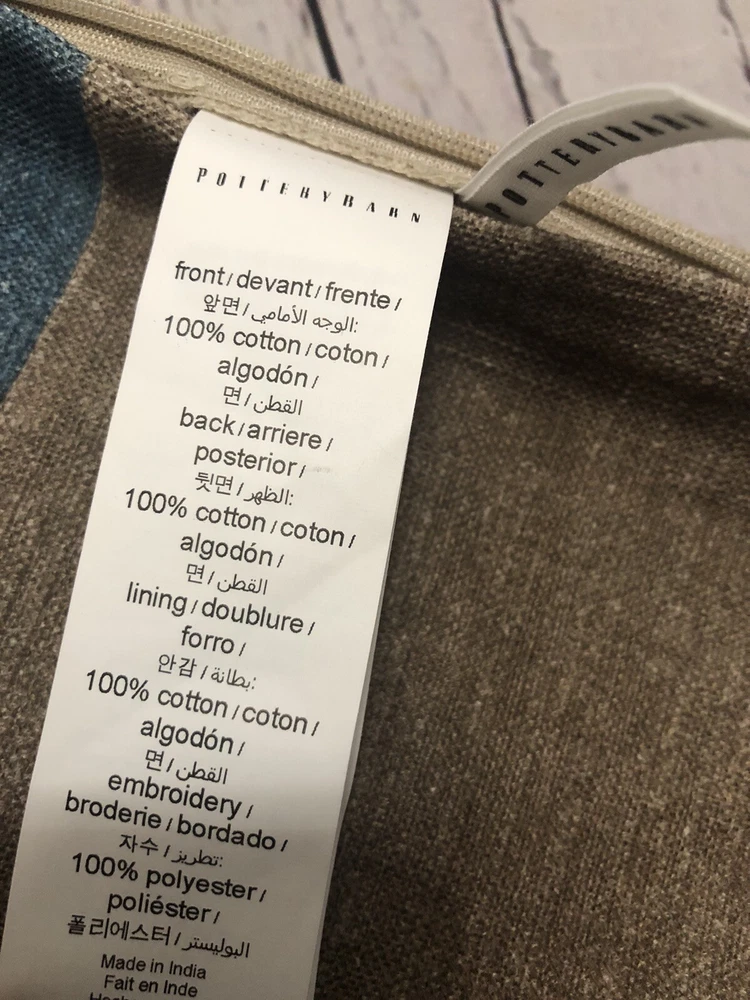 POTTERYBARN
POTTERYBARN
front / devant / frente /
앞면 / الوجه الأمامي:
100% cotton / coton /
algodón /
면 / القطن
back / arriere /
posterior /
뒷면 / الظهر:
100% cotton / coton /
algodón /
면 / القطن
lining / doublure /
forro /
안감 / بطانة:
100% cotton / coton /
algodón /
면 / القطن
embroidery /
broderie / bordado /
자수 / تطريز:
100% polyester /
poliéster /
폴리에스터 / البوليستر
Made in India
Fait en Inde